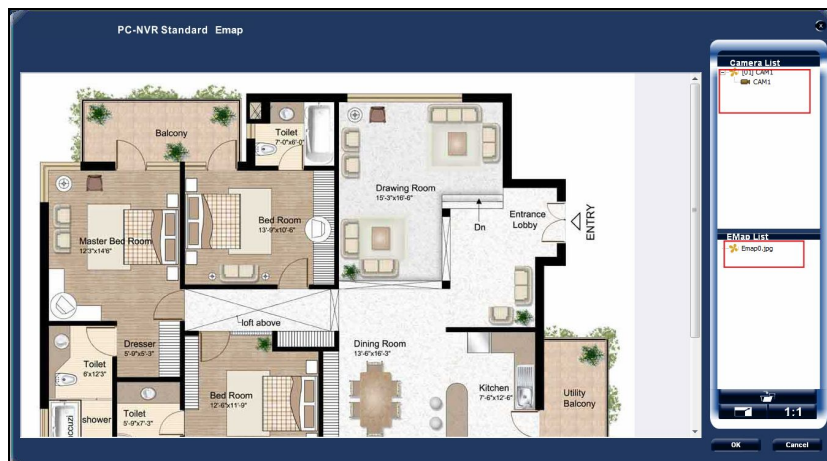 PC-NVR Standard Emap
Camera List
[01] CAM1
CAM1
Balcony
Toilet
7'-0"x6'-0"
Drawing Room
15'-3"x16'-6"
Bed Room
13'-9"x10'-6"
Dn
Entrance
Lobby
ENTRY
Master Bed Room
12'3"x14'6"
EMap List
Emap0.jpg
loft above
Dresser
5'-9"x5'-3"
Dining Room
13'-6"x16'-3"
Toilet
8'x12'3"
Bed Room
12'-6"x11'-9"
Kitchen
7'-6"x12'-6"
Utility
Balcony
shower
Toilet
5'-9"x7'-3"
1:1
OK
Cancel